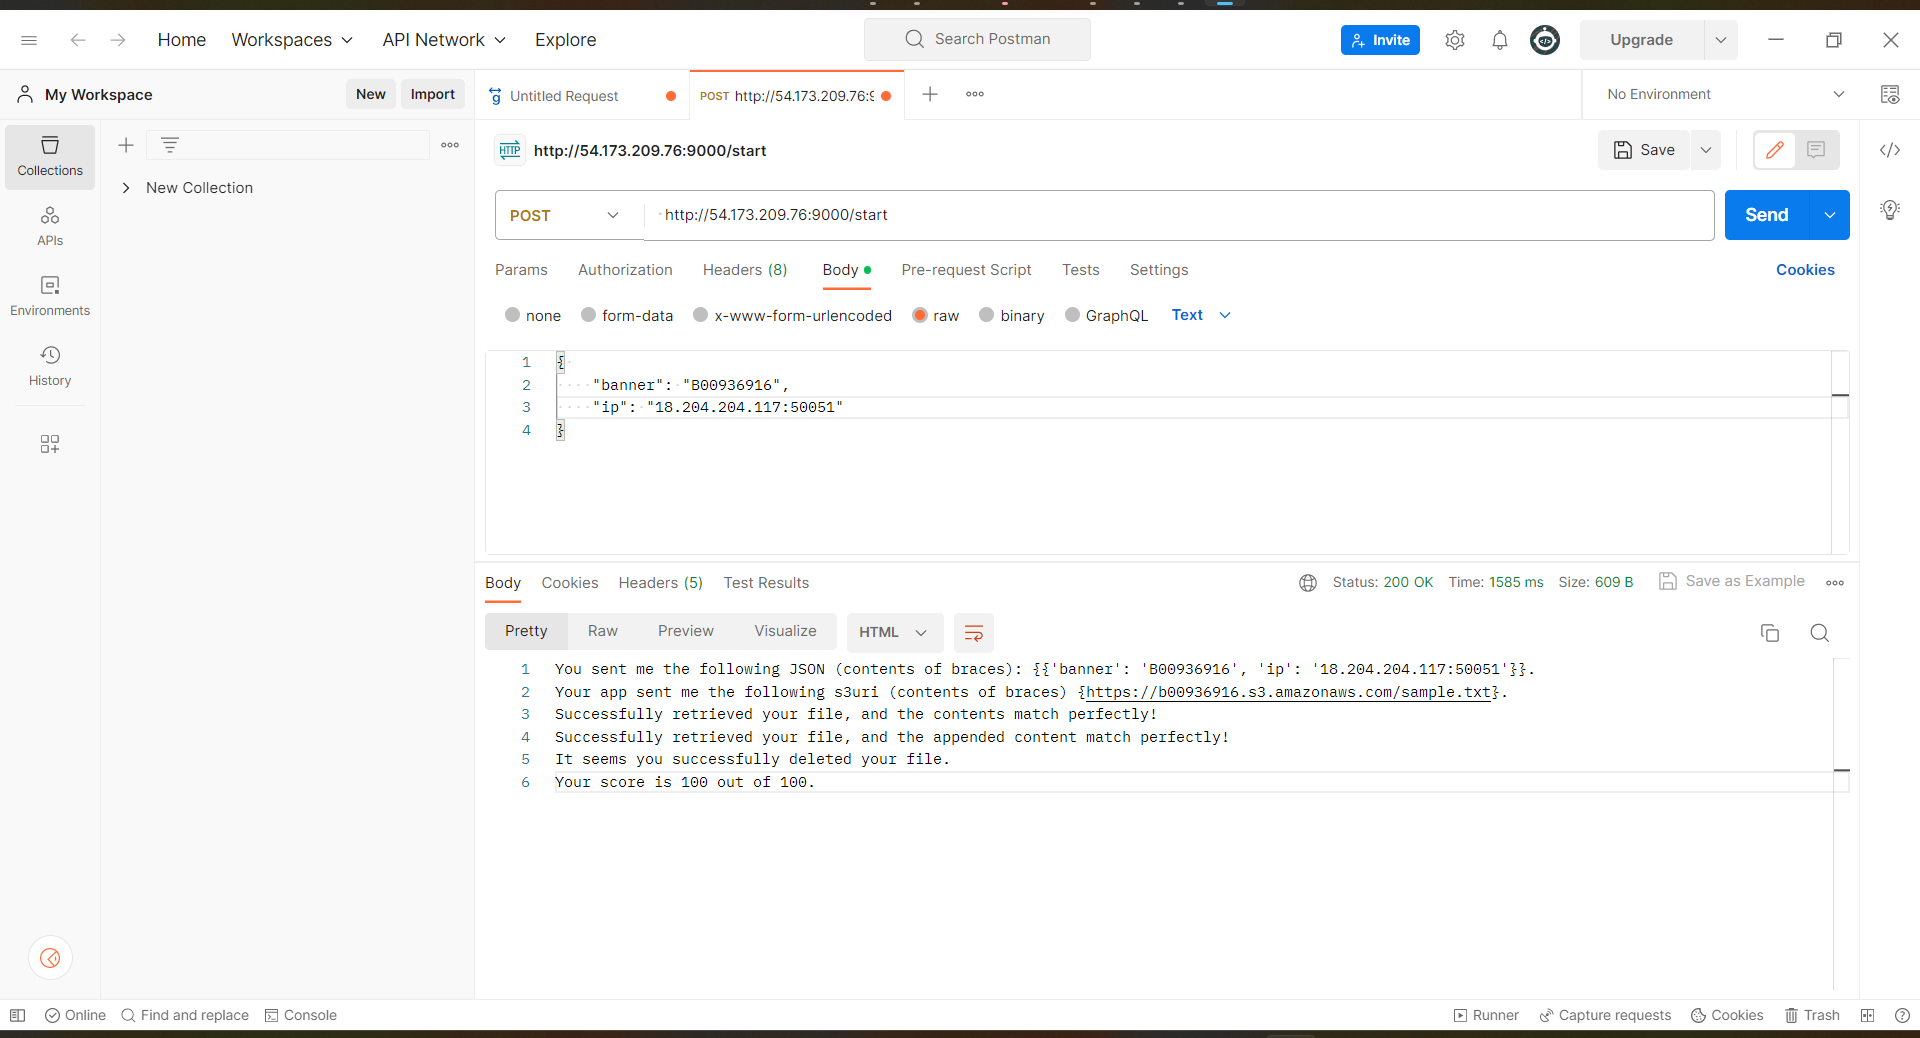 Home
Workspaces
API Network
Explore
Search Postman
Invite
Upgrade
My Workspace
New
Import
Untitled Request
POST http://54.173.209.76:9
No Environment
Collections
New Collection
APIs
Environments
History
HTTP
http://54.173.209.76:9000/start
Save
POST
http://54.173.209.76:9000/start
Send
Params
Authorization
Headers (8)
Body
Pre-request Script
Tests
Settings
Cookies
none
form-data
x-www-form-urlencoded
raw
binary
GraphQL
Text
1 {
2 "banner": "B00936916",
3 "ip": "18.204.204.117:50051"
4 }
Body
Cookies
Headers (5)
Test Results
Status: 200 OK
Time: 1585 ms
Size: 609 B
Save as Example
Pretty
Raw
Preview
Visualize
HTML
1 You sent me the following JSON (contents of braces): {{'banner': 'B00936916', 'ip': '18.204.204.117:50051'}}.
2 Your app sent me the following s3uri (contents of braces) {https://b00936916.s3.amazonaws.com/sample.txt}.
3 Successfully retrieved your file, and the contents match perfectly!
4 Successfully retrieved your file, and the appended content match perfectly!
5 It seems you successfully deleted your file.
6 Your score is 100 out of 100.
Online
Find and replace
Console
Runner
Capture requests
Cookies
Trash